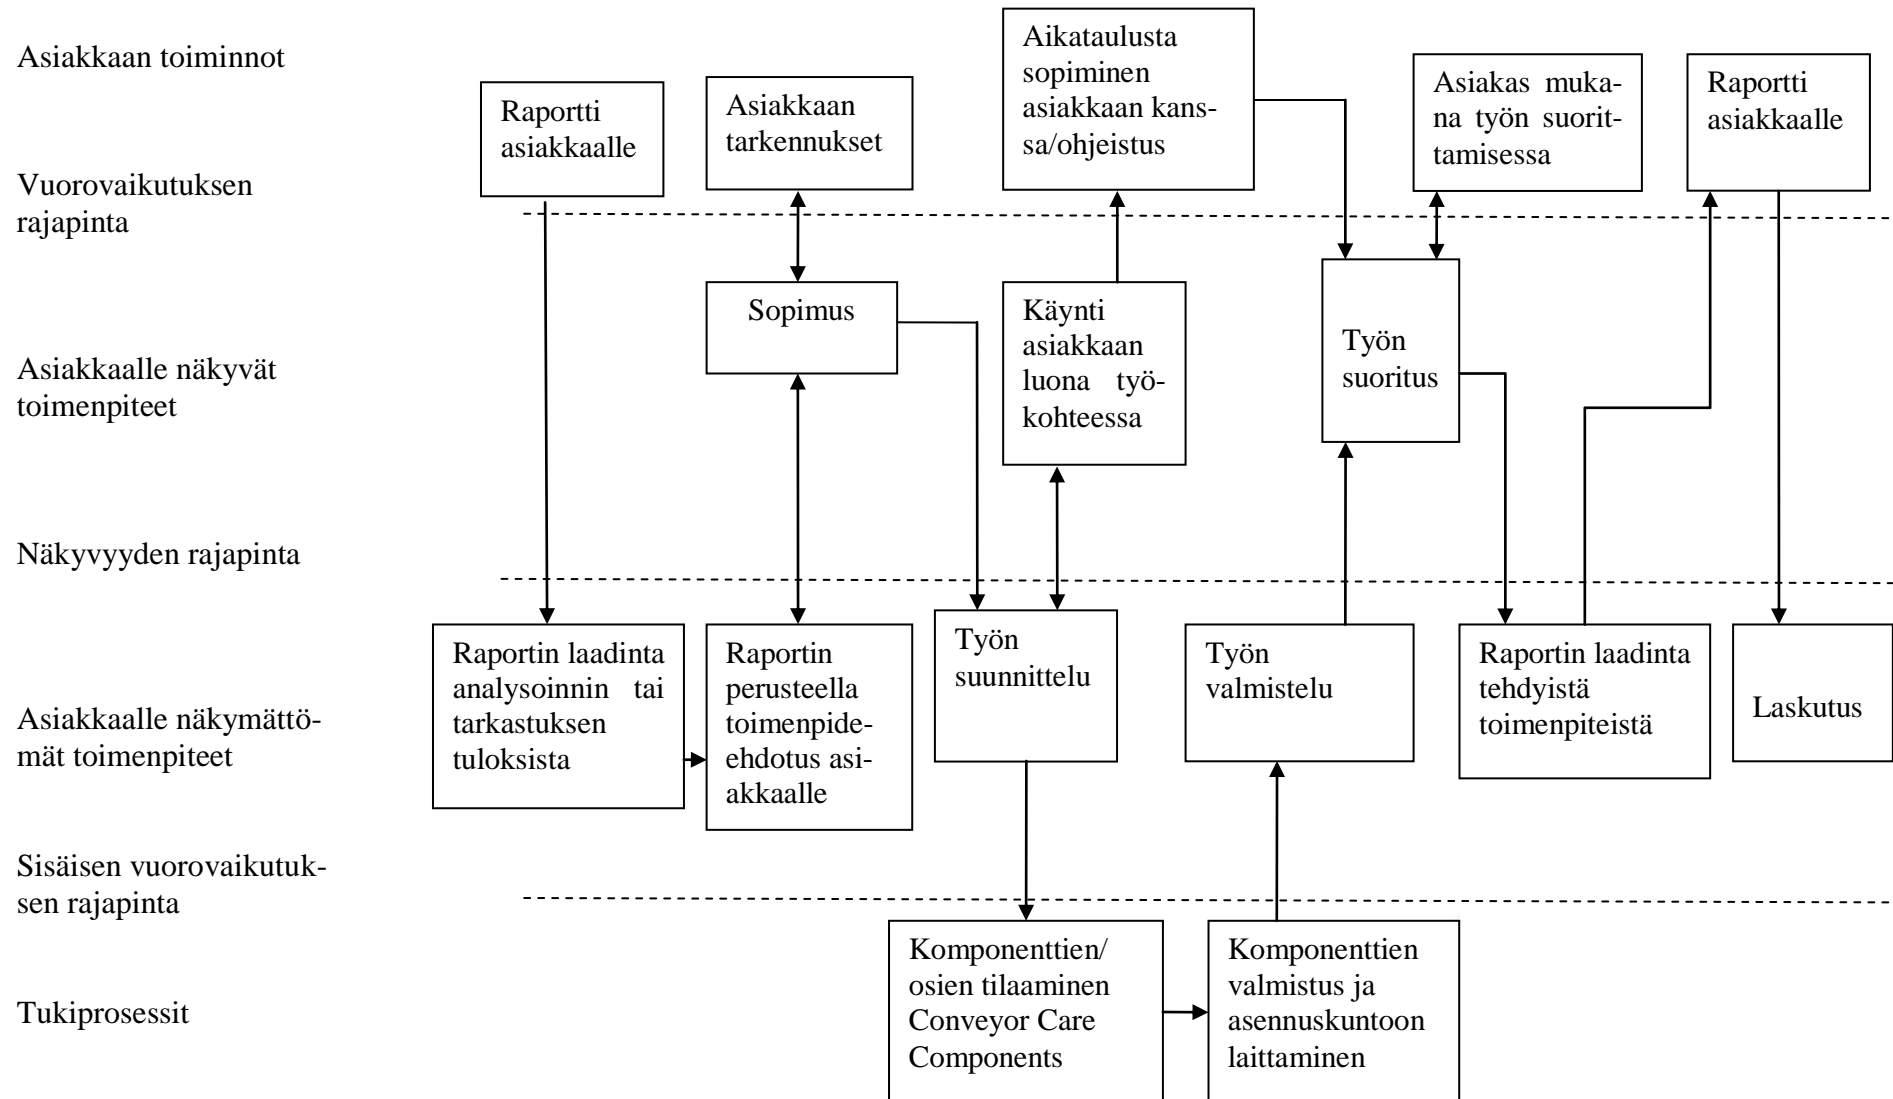 Asiakkaan toiminnot
Vuorovaikutuksen
rajapinta
Asiakkaalle näkyvät
toimenpiteet
Näkyvyyden rajapinta
Asiakkaalle näkymättö-
mät toimenpiteet
Sisäisen vuorovaikutuk-
sen rajapinta
Tukiprosessit
Raportti
asiakkaalle
Asiakkaan
tarkennukset
Aikataulusta
sopiminen
asiakkaan kans-
sa/ohjeistus
Asiakas muka-
na työn suorit-
tamisessa
Raportti
asiakkaalle
Sopimus
Käynti
asiakkaan
luona työ-
kohteessa
Työn
suoritus
Raportin laadinta
analysoinnin tai
tarkastuksen
tuloksista
Raportin
perusteella
toimenpide-
ehdotus asi-
akkaalle
Työn
suunnittelu
Työn
valmistelu
Raportin laadinta
tehdyistä
toimenpiteistä
Laskutus
Komponenttien/
osien tilaaminen
Conveyor Care
Components
Komponenttien
valmistus ja
asennuskuntoon
laittaminen